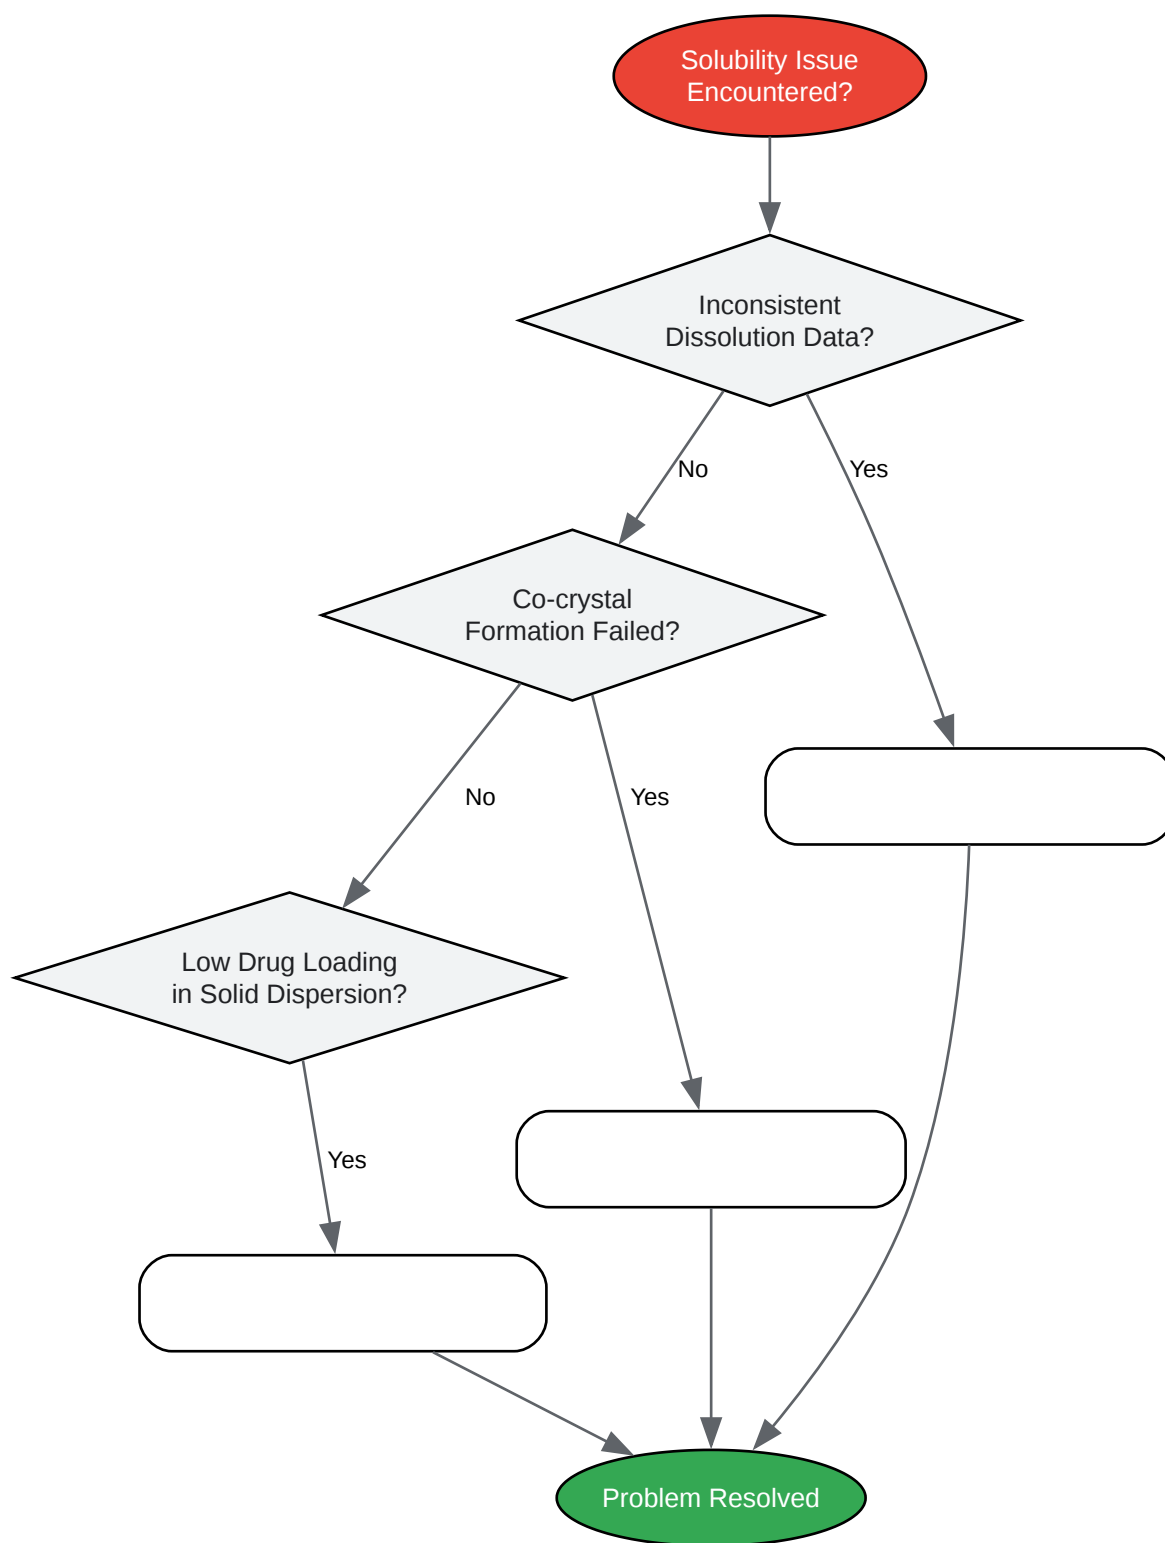 Solubility Issue
Encountered?
Inconsistent
Dissolution Data?
No
Yes
Co-crystal
Formation Failed?
No
Yes
Low Drug Loading
in Solid Dispersion?
Yes
Problem Resolved